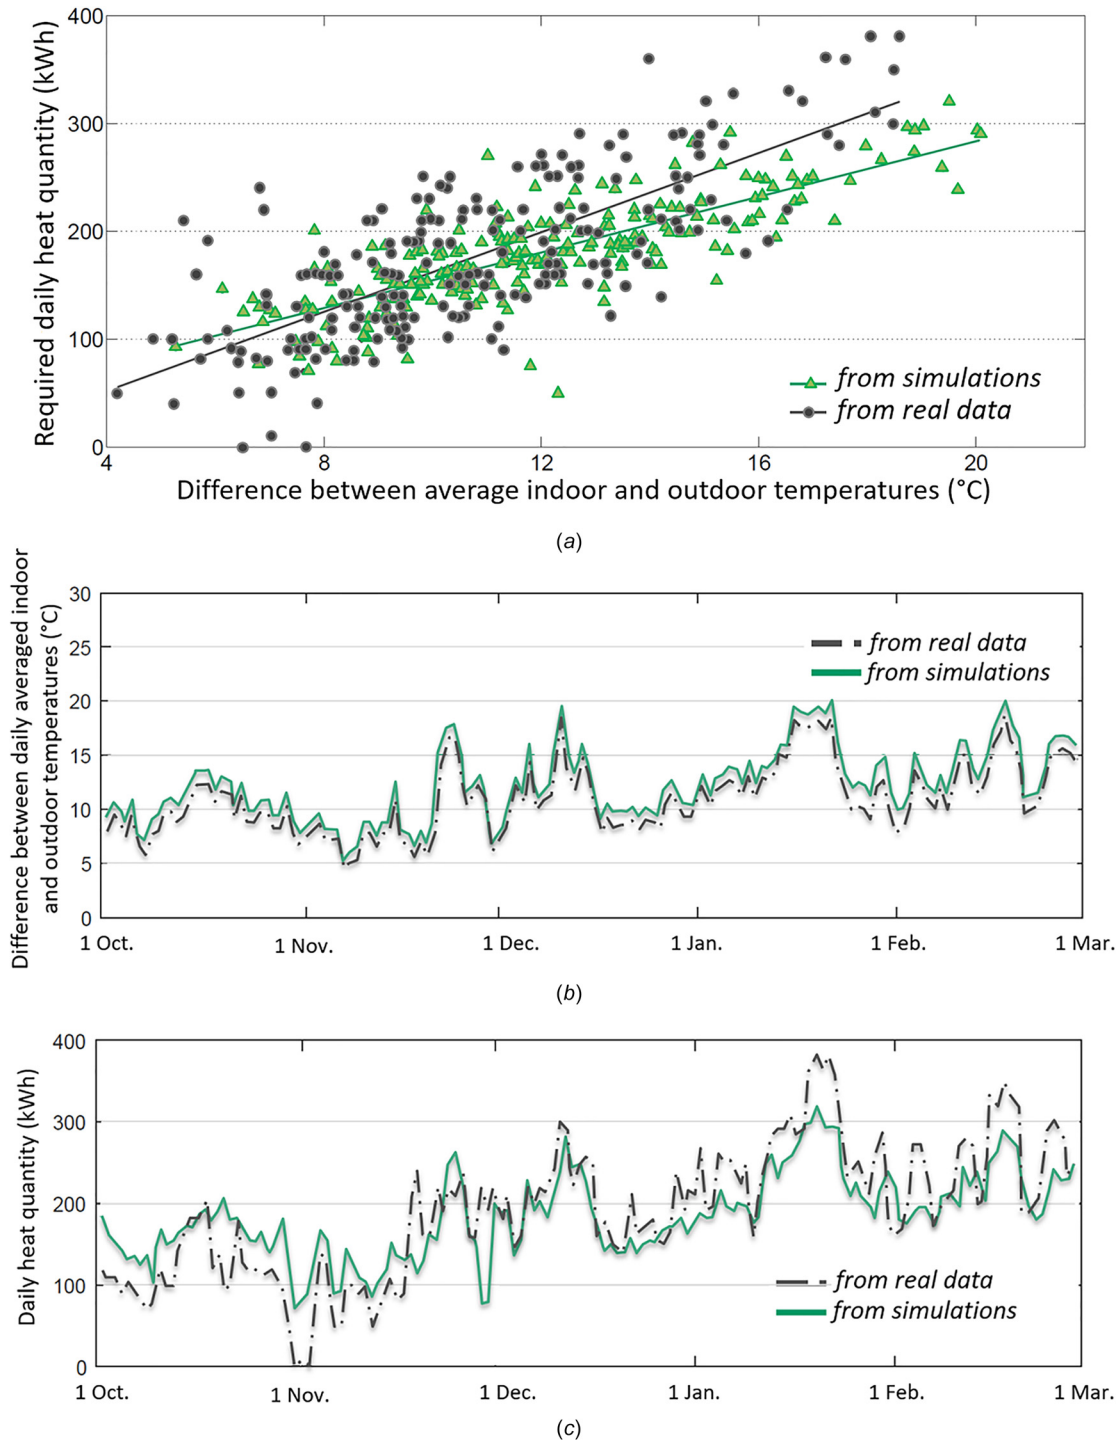 400
300
200
100
0
Required daily heat quantity (kWh)
from simulations
from real data
4
8
12
16
20
Difference between average indoor and outdoor temperatures (°C)
(a)
Difference between daily averaged indoor
and outdoor temperatures (°C)
30
25
20
15
10
5
0
from real data
from simulations
1 Oct.
1 Nov.
1 Dec.
1 Jan.
1 Feb.
1 Mar.
(b)
Daily heat quantity (kWh)
400
300
200
100
0
from real data
from simulations
1 Oct.
1 Nov.
1 Dec.
1 Jan.
1 Feb.
1 Mar.
(c)